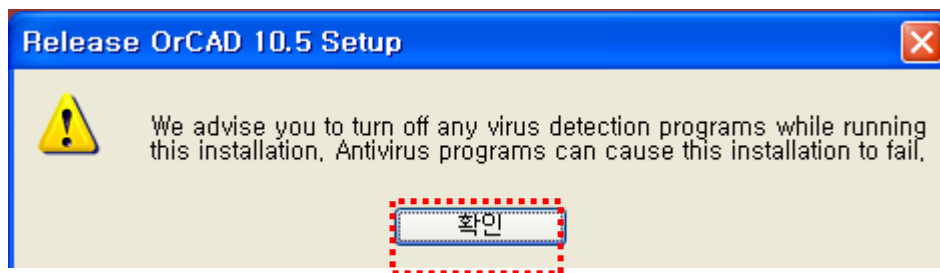 Release OrCAD 10.5 Setup
We advise you to turn off any virus detection programs while running
this installation, Antivirus programs can cause this installation to fail,
확인